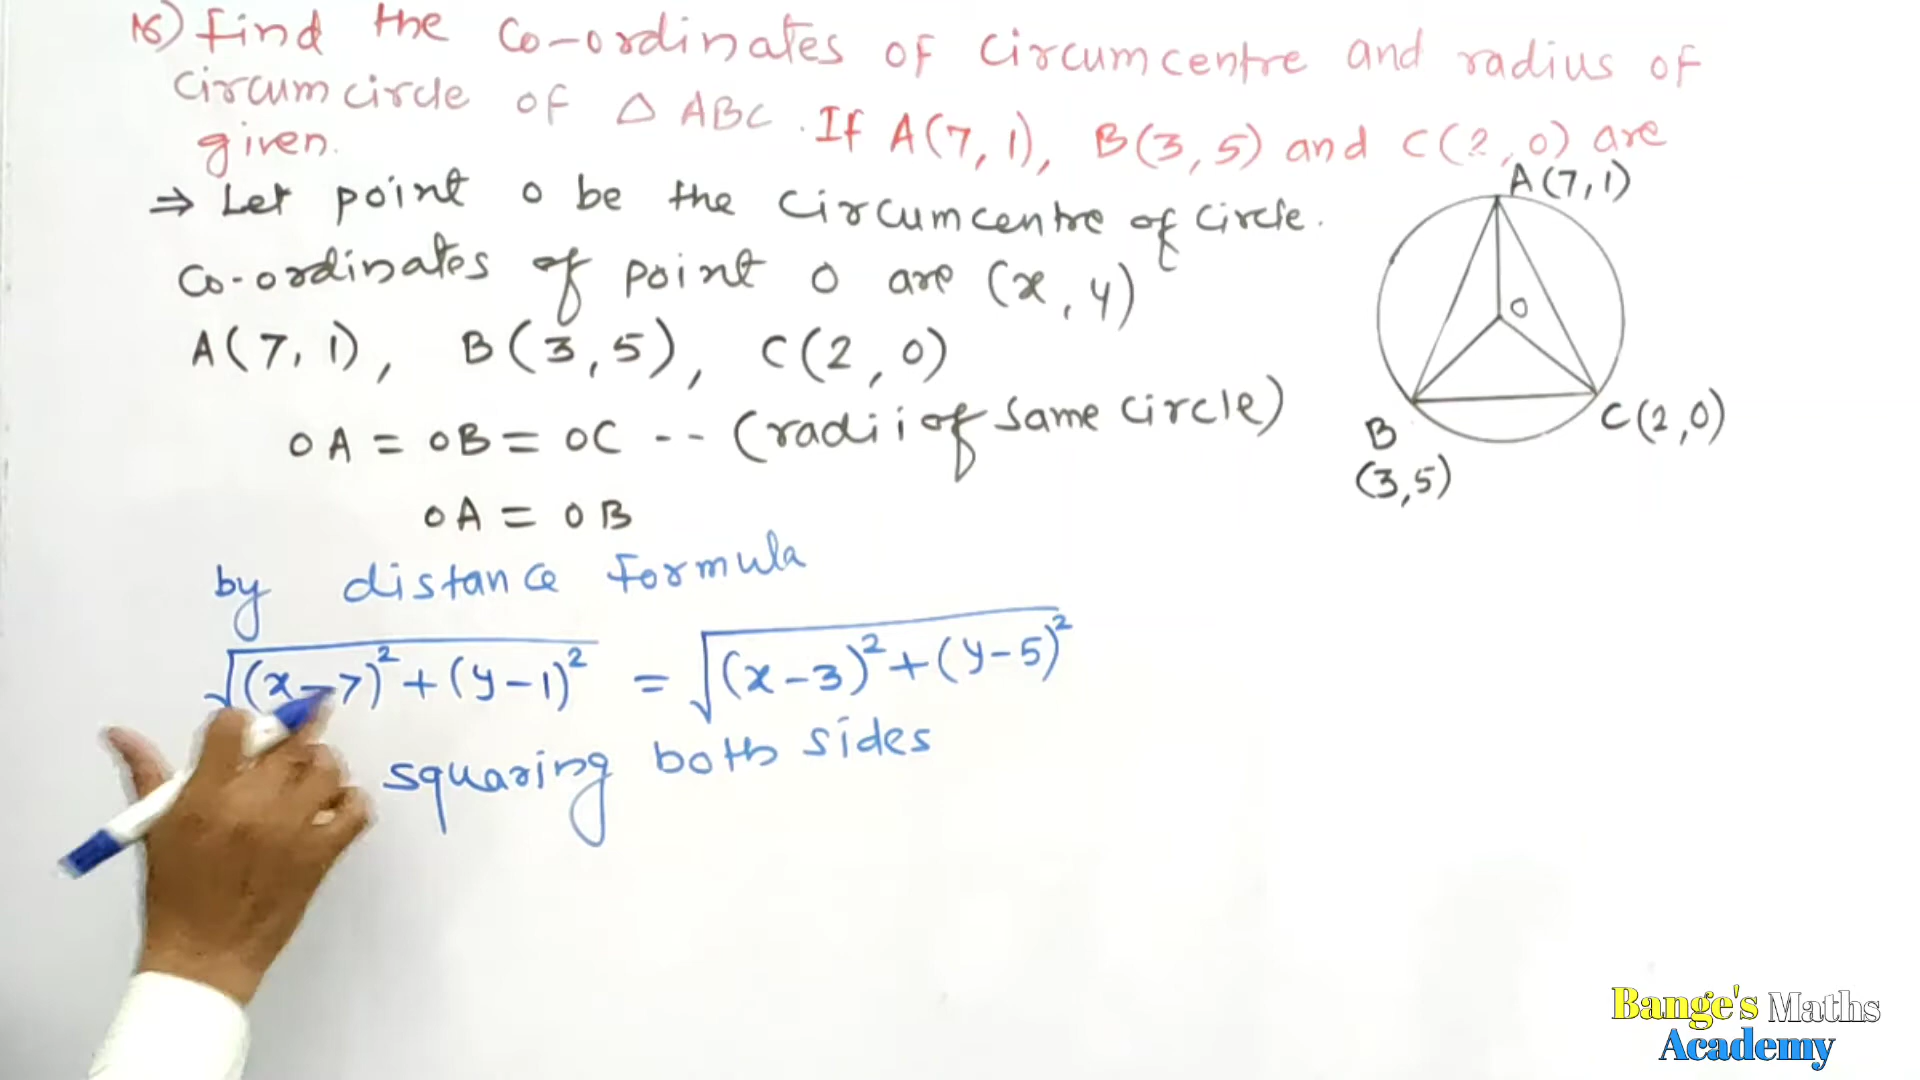 16) Find the Co-ordinates of circumcentre and radius of
circumcircle of △ ABC. If A(7,1), B(3,5) and C(2,0) are
given.
⇒ Let point O be the circumcentre of circle.
Co-ordinates of point O are (x, y)
A(7, 1), B(3, 5), C(2, 0)
OA = OB = OC -- (radii of same circle)
OA = OB
by distance formula
√((x-7)²+(y-1)²) = √((x-3)²+(y-5)²)
squaring both sides
A(7,1)
O
B
(3,5)
C(2,0)
Bange's Maths
Academy